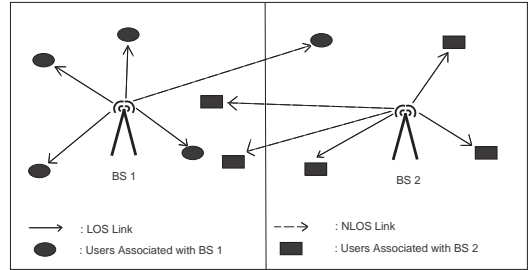 BS 1
BS 2
: LOS Link
: NLOS Link
: Users Associated with BS 1
: Users Associated with BS 2